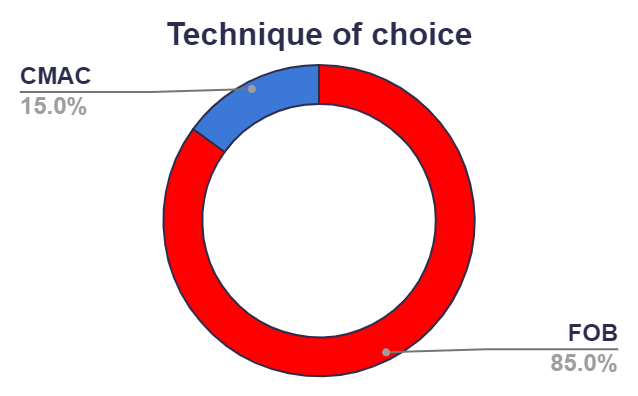 Technique of choice
CMAC
15.0%
FOB
85.0%